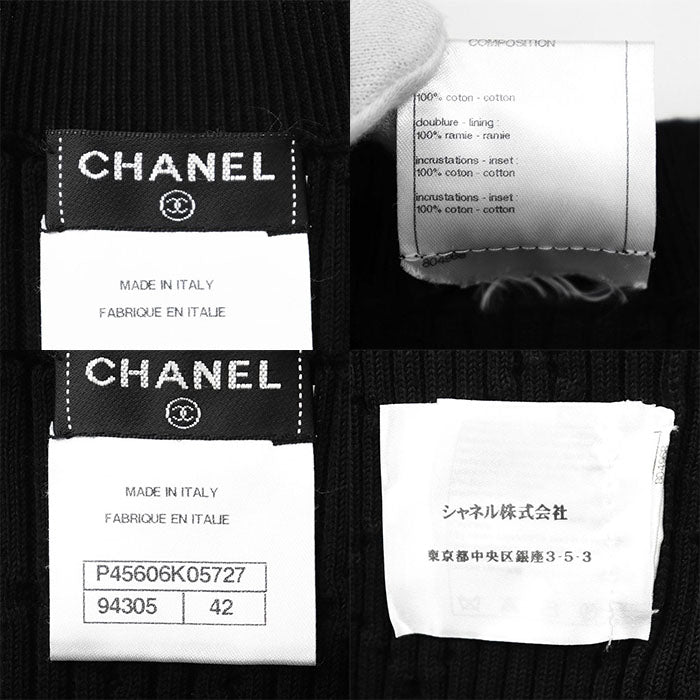 CHANEL
MADE IN ITALY
FABRIQUE EN ITALIE
COMPOSITION
100% coton - cotton
doublure - lining :
100% ramie - ramie
incrustations - inset :
100% coton - cotton
incrustations - inset :
100% coton - cotton
CHANEL
MADE IN ITALY
FABRIQUE EN ITALIE
P45606K05727
94305 42
シャネル株式会社
東京都中央区銀座3-5-3